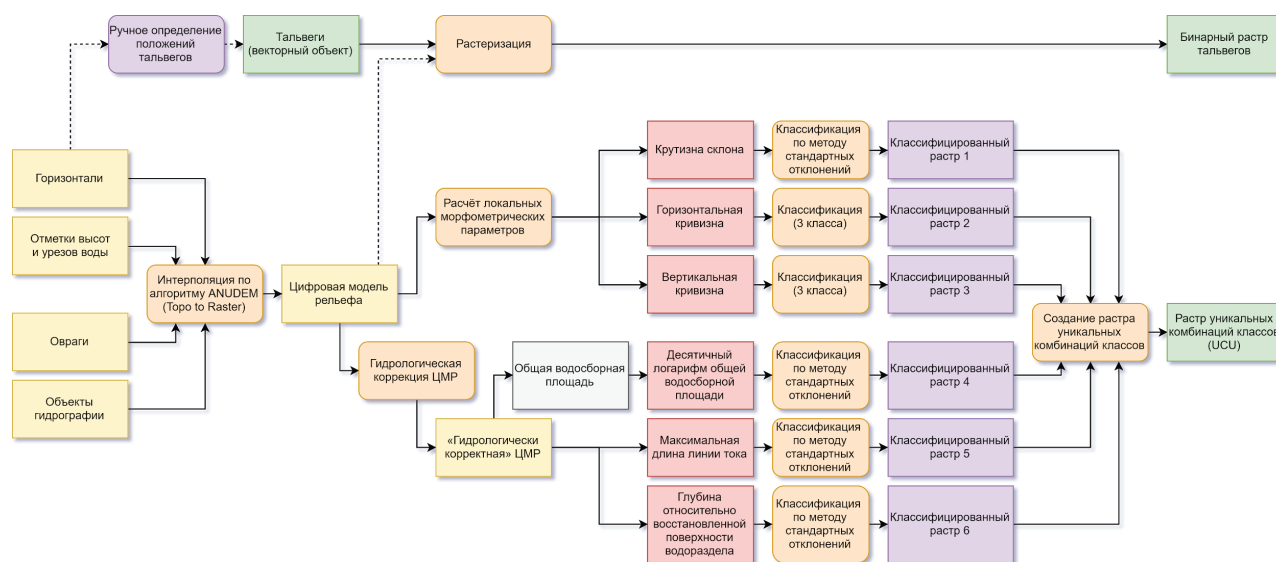 Ручное определение
положений
тальвегов
Тальвеги
(векторный объект)
Растеризация
Бинарный растр
тальвегов
Горизонтали
Отметки высот
и урезов воды
Овраги
Объекты
гидрографии
Интерполяция по
алгоритму ANUDEM
(Topo to Raster)
Цифровая модель
рельефа
Расчёт локальных
морфометрических
параметров
Гидрологическая
коррекция ЦМР
«Гидрологически
корректная» ЦМР
Общая водосборная
площадь
Крутизна склона
Классификация
по методу
стандартных
отклонений
Классифицированный
растр 1
Горизонтальная
кривизна
Классификация
(3 класса)
Классифицированный
растр 2
Вертикальная
кривизна
Классификация
(3 класса)
Классифицированный
растр 3
Десятичный
логарифм общей
водосборной
площади
Классификация
по методу
стандартных
отклонений
Классифицированный
растр 4
Максимальная
длина линии тока
Классификация
по методу
стандартных
отклонений
Классифицированный
растр 5
Глубина
относительно
восстановленной
поверхности
водораздела
Классификация
по методу
стандартных
отклонений
Классифицированный
растр 6
Создание растра
уникальных
комбинаций классов
Растр уникальных
комбинаций классов
(UCU)